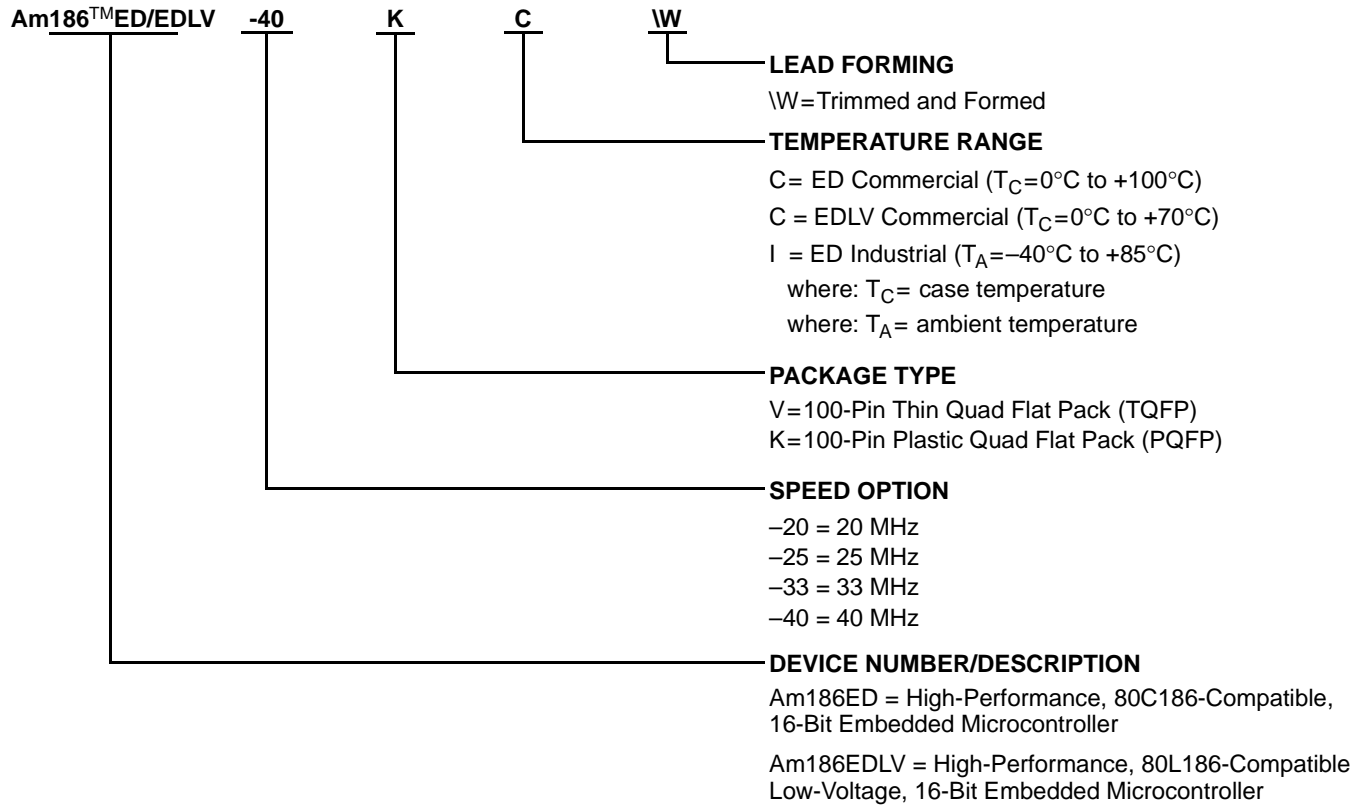 Am186™ED/EDLV -40 K C \W
LEAD FORMING
\W=Trimmed and Formed
TEMPERATURE RANGE
C= ED Commercial (TC=0°C to +100°C)
C = EDLV Commercial (TC=0°C to +70°C)
I = ED Industrial (TA=–40°C to +85°C)
where: TC= case temperature
where: TA= ambient temperature
PACKAGE TYPE
V=100-Pin Thin Quad Flat Pack (TQFP)
K=100-Pin Plastic Quad Flat Pack (PQFP)
SPEED OPTION
–20 = 20 MHz
–25 = 25 MHz
–33 = 33 MHz
–40 = 40 MHz
DEVICE NUMBER/DESCRIPTION
Am186ED = High-Performance, 80C186-Compatible,
16-Bit Embedded Microcontroller
Am186EDLV = High-Performance, 80L186-Compatible
Low-Voltage, 16-Bit Embedded Microcontroller